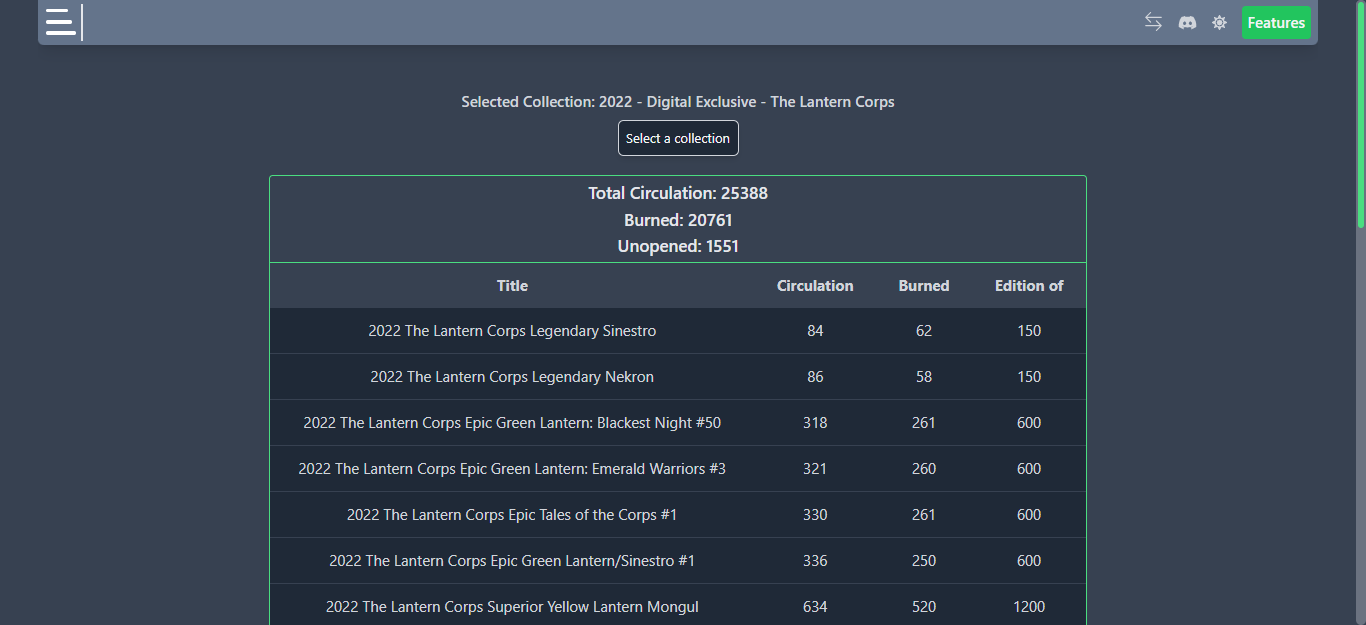 Features
Selected Collection: 2022 - Digital Exclusive - The Lantern Corps
Select a collection
Total Circulation: 25388
Burned: 20761
Unopened: 1551
Title Circulation Burned Edition of
2022 The Lantern Corps Legendary Sinestro 84 62 150
2022 The Lantern Corps Legendary Nekron 86 58 150
2022 The Lantern Corps Epic Green Lantern: Blackest Night #50 318 261 600
2022 The Lantern Corps Epic Green Lantern: Emerald Warriors #3 321 260 600
2022 The Lantern Corps Epic Tales of the Corps #1 330 261 600
2022 The Lantern Corps Epic Green Lantern/Sinestro #1 336 250 600
2022 The Lantern Corps Superior Yellow Lantern Mongul 634 520 1200